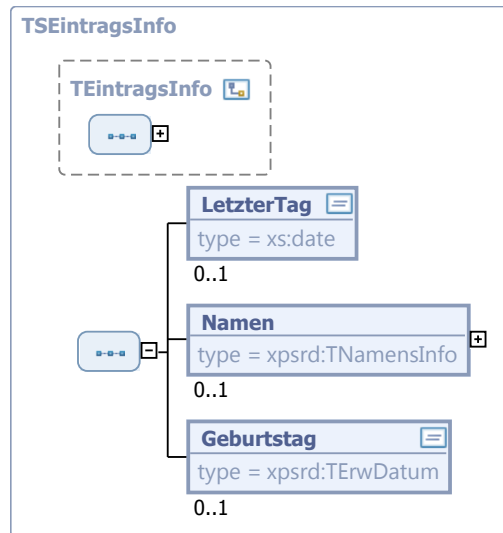 TSEintragsInfo
TEintragsInfo
LetzterTag
type = xs:date
0..1
Namen
type = xpsrd:TNamensInfo
0..1
Geburtstag
type = xpsrd:TErwDatum
0..1